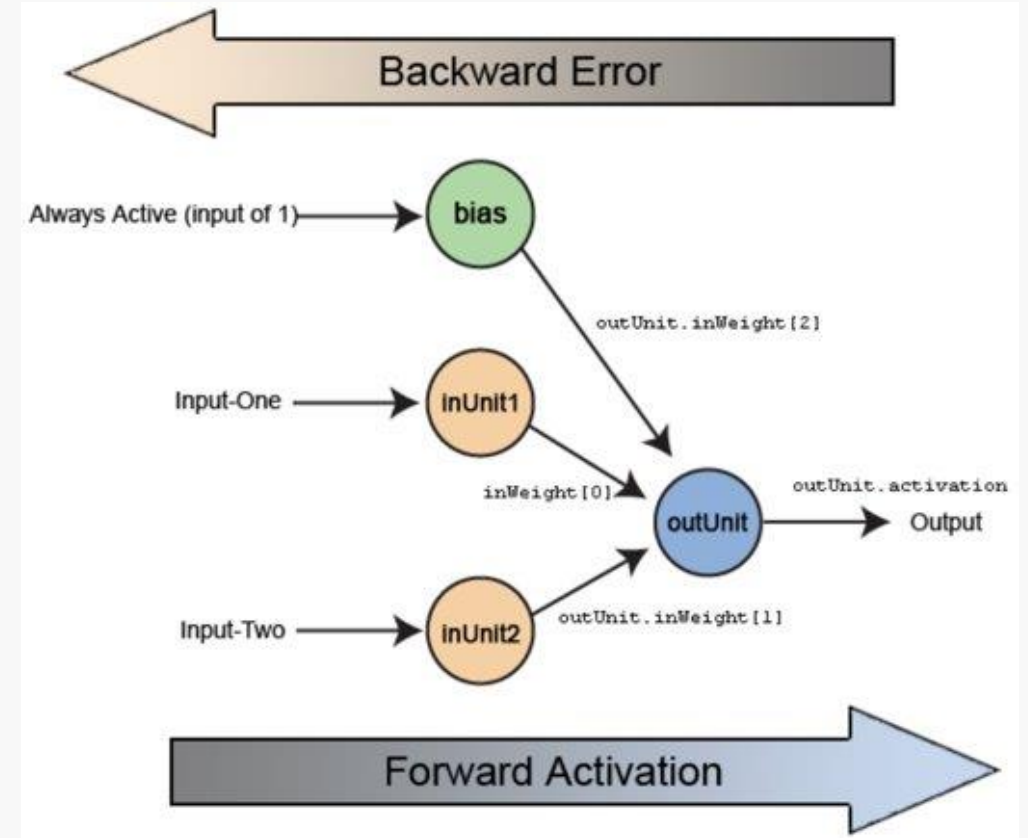 Backward Error
Always Active (input of 1)
bias
outUnit.inWeight[2]
Input-One
inUnit1
inWeight[0]
outUnit.activation
outUnit
Output
Input-Two
inUnit2
outUnit.inWeight[1]
Forward Activation